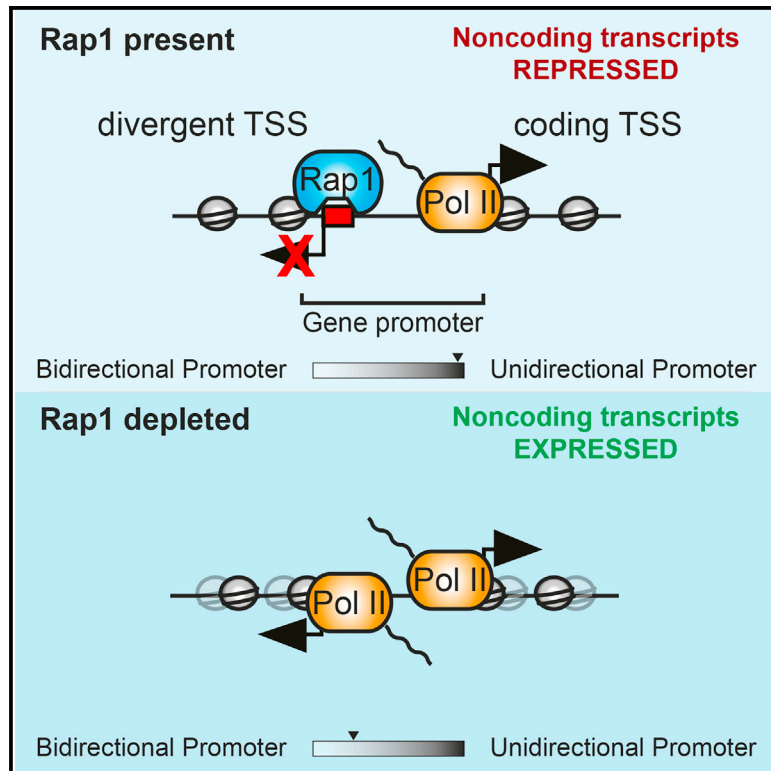 Rap1 present
Noncoding transcripts
REPRESSED
divergent TSS
coding TSS
Rap1
Pol II
X
Gene promoter
Bidirectional Promoter
Unidirectional Promoter
Rap1 depleted
Noncoding transcripts
EXPRESSED
Pol II
Pol II
Bidirectional Promoter
Unidirectional Promoter